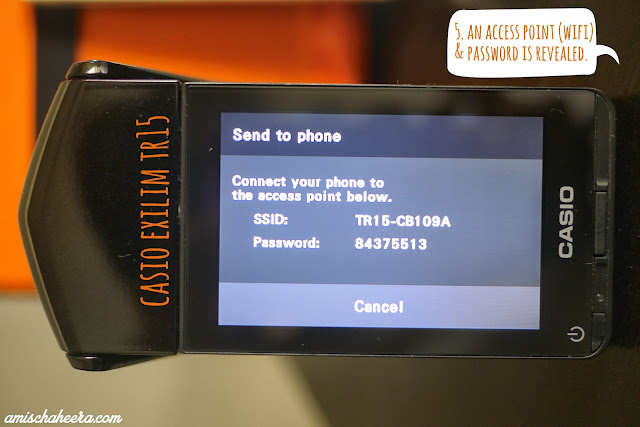 5. AN ACCESS POINT (WIFI)
& PASSWORD IS REVEALED.
CASIO EXILIM TR15
Send to phone
Connect your phone to
the access point below.
SSID: TR15-CB109A
Password: 84375513
Cancel
CASIO
amischaheera.com